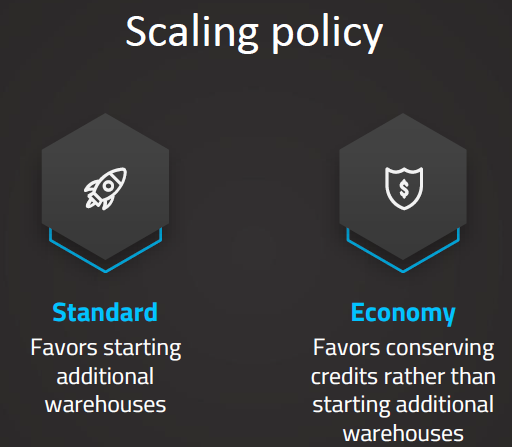 Scaling policy
$
Standard
Favors starting
additional
warehouses
$
Economy
Favors conserving
credits rather than
starting additional
warehouses